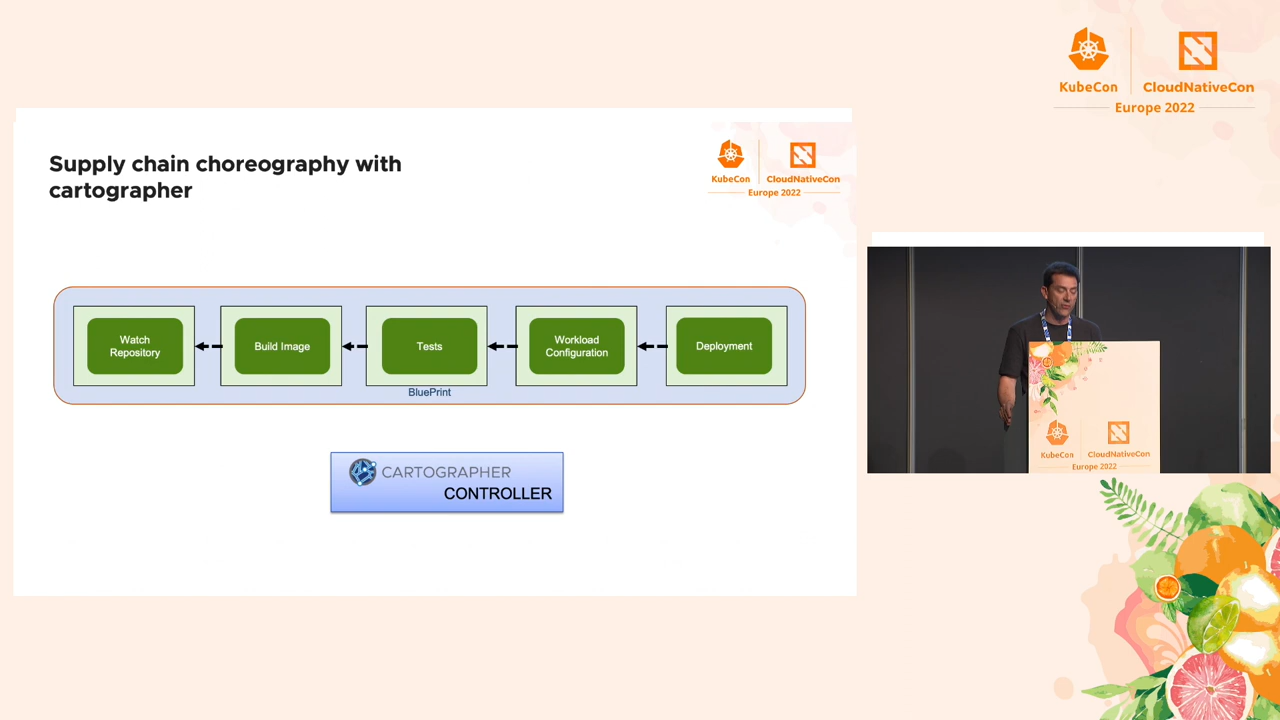 KubeCon
CloudNativeCon
Europe 2022
Supply chain choreography with
cartographer
KubeCon
CloudNativeCon
Europe 2022
Watch
Repository
Build Image
Tests
Workload
Configuration
Deployment
BluePrint
CARTOGRAPHER
CONTROLLER
KubeCon
CloudNativeCon
Europe 2022